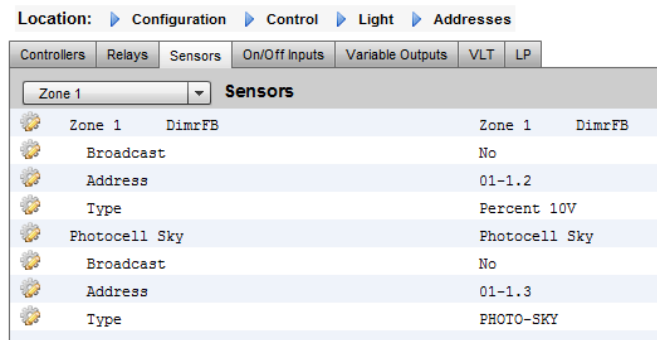 Location: Configuration Control Light Addresses
Controllers Relays Sensors On/Off Inputs Variable Outputs VLT LP
Zone 1 Sensors
Zone 1 DimrFB Zone 1 DimrFB
Broadcast No
Address 01-1.2
Type Percent 10V
Photocell Sky Photocell Sky
Broadcast No
Address 01-1.3
Type PHOTO-SKY